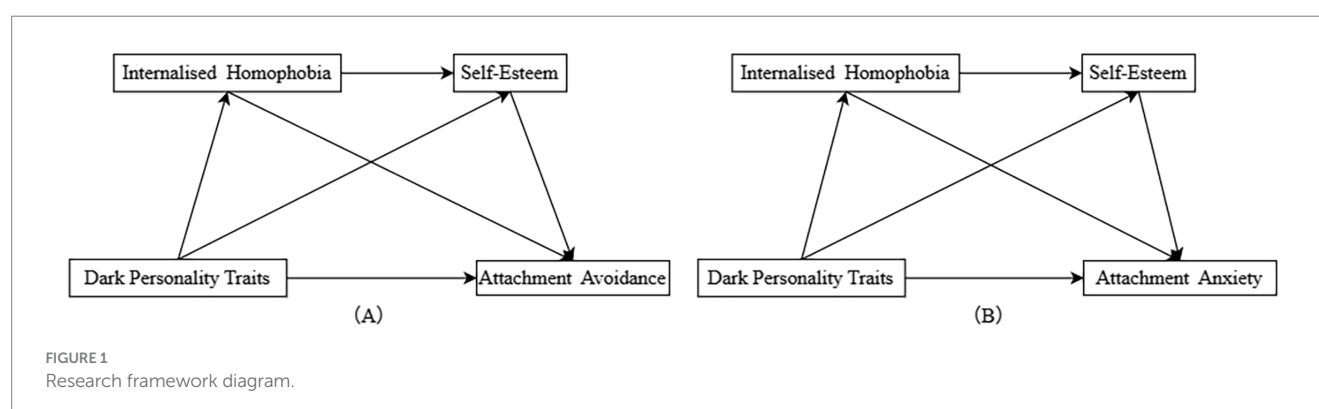 Internalised Homophobia
Self-Esteem
Internalised Homophobia
Self-Esteem
Dark Personality Traits
Attachment Avoidance
Dark Personality Traits
Attachment Anxiety
(A)
(B)
FIGURE 1
Research framework diagram.